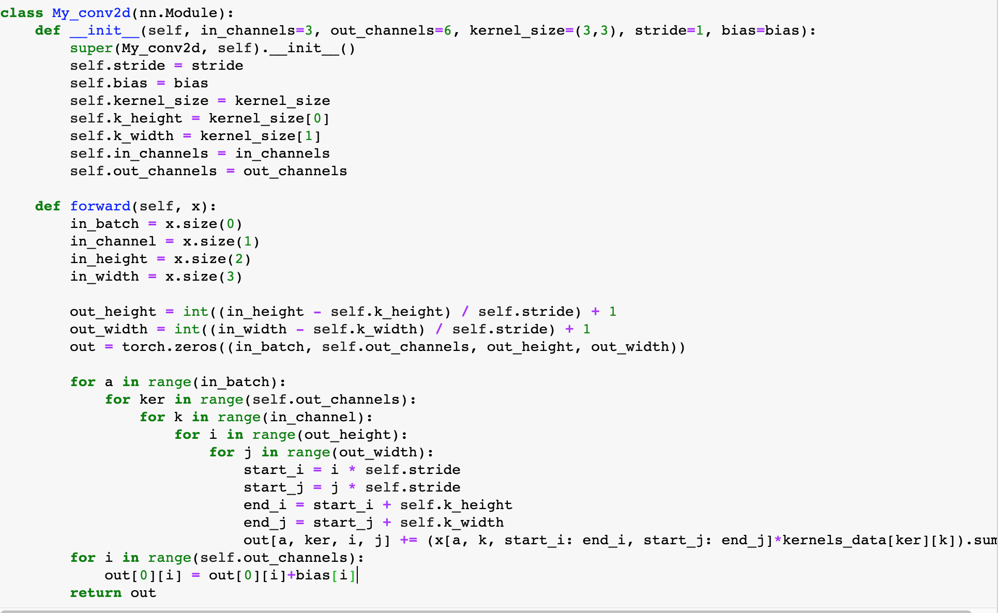 class My_conv2d(nn.Module):
    def __init__(self, in_channels=3, out_channels=6, kernel_size=(3,3), stride=1, bias=bias):
        super(My_conv2d, self).__init__()
        self.stride = stride
        self.bias = bias
        self.kernel_size = kernel_size
        self.k_height = kernel_size[0]
        self.k_width = kernel_size[1]
        self.in_channels = in_channels
        self.out_channels = out_channels

    def forward(self, x):
        in_batch = x.size(0)
        in_channel = x.size(1)
        in_height = x.size(2)
        in_width = x.size(3)

        out_height = int((in_height - self.k_height) / self.stride) + 1
        out_width = int((in_width - self.k_width) / self.stride) + 1
        out = torch.zeros((in_batch, self.out_channels, out_height, out_width))

        for a in range(in_batch):
            for ker in range(self.out_channels):
                for k in range(in_channel):
                    for i in range(out_height):
                        for j in range(out_width):
                            start_i = i * self.stride
                            start_j = j * self.stride
                            end_i = start_i + self.k_height
                            end_j = start_j + self.k_width
                            out[a, ker, i, j] += (x[a, k, start_i: end_i, start_j: end_j]*kernels_data[ker][k]).sum
        for i in range(self.out_channels):
            out[0][i] = out[0][i]+bias[i]
        return out